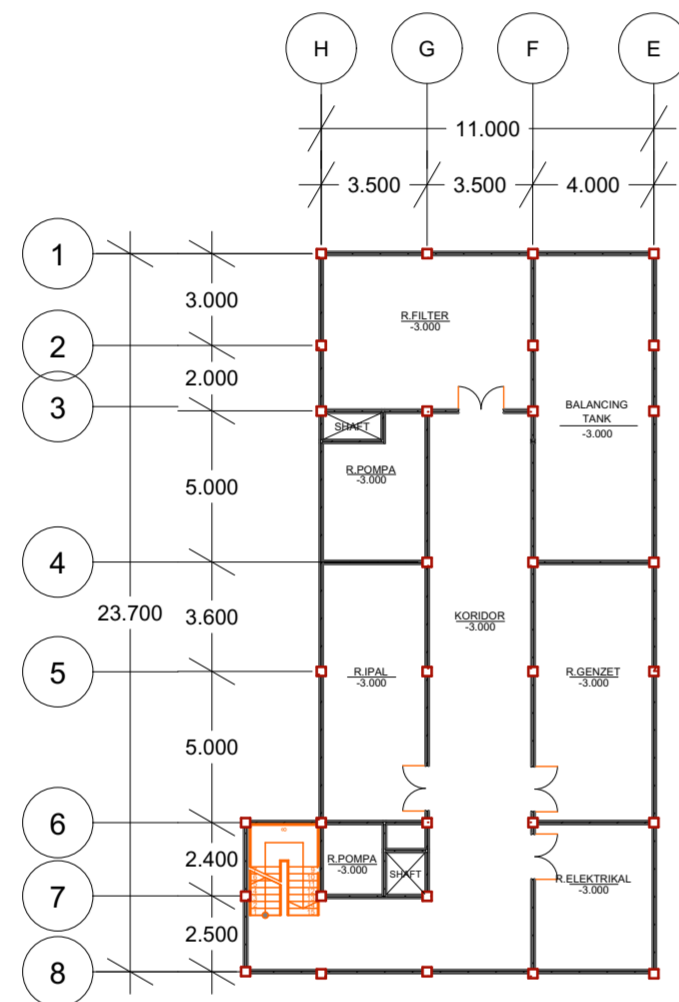 H
G
F
E
11.000
3.500
3.500
4.000
1
3.000
2
R.FILTER
-3.000
2.000
3
BALANCING
TANK
-3.000
SHAFT
R.POMPA
-3.000
5.000
4
23.700
3.600
KORIDOR
-3.000
5
R.IPAL
-3.000
R.GENZET
-3.000
5.000
6
2.400
R.POMPA
-3.000
SHAFT
7
R.ELEKTRIKAL
-3.000
2.500
8